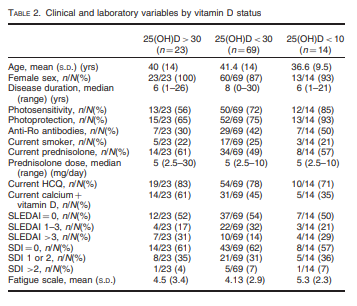 TABLE 2. Clinical and laboratory variables by vitamin D status
25(OH)D > 30 25(OH)D < 30 25(OH)D < 10
(n = 23) (n = 69) (n = 14)
Age, mean (S.D.) (yrs) 40 (14) 41.4 (14) 36.6 (9.5)
Female sex, n/N(%) 23/23 (100) 60/69 (87) 13/14 (93)
Disease duration, median 6 (1–26) 8 (0–30) 6 (1–21)
(range) (yrs)
Photosensitivity, n/N(%) 13/23 (56) 50/69 (72) 12/14 (85)
Photoprotection, n/N(%) 15/23 (65) 52/69 (75) 13/14 (93)
Anti-Ro antibodies, n/N(%) 7/23 (30) 29/69 (42) 7/14 (50)
Current smoker, n/N(%) 5/23 (22) 17/69 (25) 3/14 (21)
Current prednisolone, n/N(%) 14/23 (61) 34/69 (49) 8/14 (57)
Prednisolone dose, median 5 (2.5–30) 5 (2.5–10) 5 (2.5–10)
(range) (mg/day)
Current HCQ, n/N(%) 19/23 (83) 54/69 (78) 10/14 (71)
Current calcium + 14/23 (61) 31/69 (45) 5/14 (35)
vitamin D, n/N(%)
SLEDAI = 0, n/N(%) 12/23 (52) 37/69 (54) 7/14 (50)
SLEDAI 1–3, n/N(%) 4/23 (17) 22/69 (32) 3/14 (21)
SLEDAI >3, n/N(%) 7/23 (31) 10/69 (14) 4/14 (29)
SDI = 0, n/N(%) 14/23 (61) 43/69 (62) 8/14 (57)
SDI 1 or 2, n/N(%) 8/23 (35) 21/69 (31) 5/14 (36)
SDI >2, n/N(%) 1/23 (4) 5/69 (7) 1/14 (7)
Fatigue scale, mean (S.D.) 4.5 (3.4) 4.13 (2.9) 5.3 (2.3)